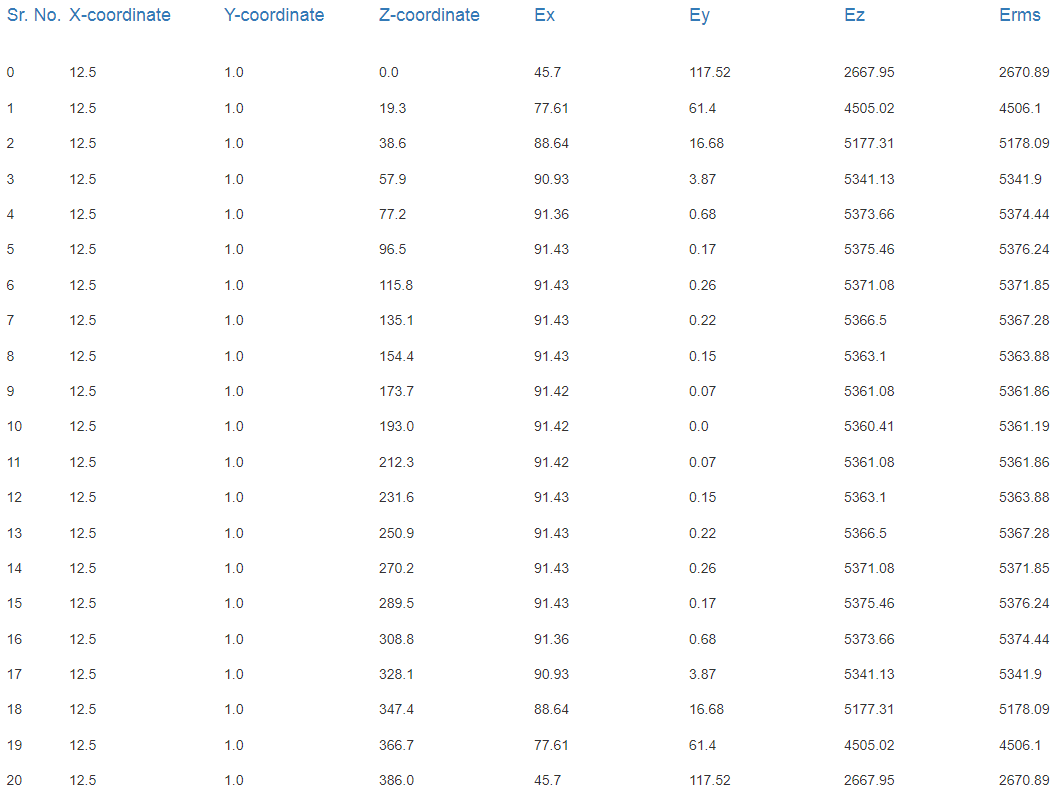 Sr. No. X-coordinate Y-coordinate Z-coordinate Ex Ey Ez Erms
0 12.5 1.0 0.0 45.7 117.52 2667.95 2670.89
1 12.5 1.0 19.3 77.61 61.4 4505.02 4506.1
2 12.5 1.0 38.6 88.64 16.68 5177.31 5178.09
3 12.5 1.0 57.9 90.93 3.87 5341.13 5341.9
4 12.5 1.0 77.2 91.36 0.68 5373.66 5374.44
5 12.5 1.0 96.5 91.43 0.17 5375.46 5376.24
6 12.5 1.0 115.8 91.43 0.26 5371.08 5371.85
7 12.5 1.0 135.1 91.43 0.22 5366.5 5367.28
8 12.5 1.0 154.4 91.43 0.15 5363.1 5363.88
9 12.5 1.0 173.7 91.42 0.07 5361.08 5361.86
10 12.5 1.0 193.0 91.42 0.0 5360.41 5361.19
11 12.5 1.0 212.3 91.42 0.07 5361.08 5361.86
12 12.5 1.0 231.6 91.43 0.15 5363.1 5363.88
13 12.5 1.0 250.9 91.43 0.22 5366.5 5367.28
14 12.5 1.0 270.2 91.43 0.26 5371.08 5371.85
15 12.5 1.0 289.5 91.43 0.17 5375.46 5376.24
16 12.5 1.0 308.8 91.36 0.68 5373.66 5374.44
17 12.5 1.0 328.1 90.93 3.87 5341.13 5341.9
18 12.5 1.0 347.4 88.64 16.68 5177.31 5178.09
19 12.5 1.0 366.7 77.61 61.4 4505.02 4506.1
20 12.5 1.0 386.0 45.7 117.52 2667.95 2670.89